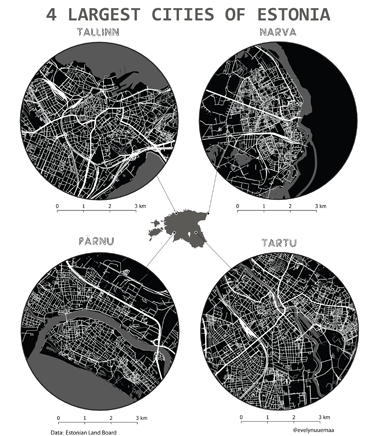 4 LARGEST CITIES OF ESTONIA
TALLINN
NARVA
0 1 2 3 km
0 1 2 3 km
PÄRNU
TARTU
0 1 2 3 km
0 1 2 3 km
Data: Estonian Land Board
@evelynuuemaa